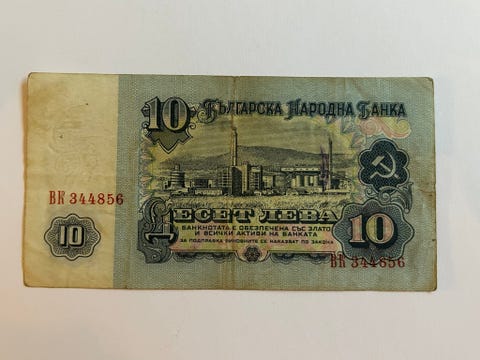 10 Българска Народна Банка
ВК 344856
Десет лева
10
10
БАНКНОТАТА Е ОБЕЗПЕЧЕНА СЪС ЗЛАТО
И ВСИЧКИ АКТИВИ НА БАНКАТА
ЗА ПОДПРАВКА ВИНОВНИТЕ СЕ НАКАЗВАТ ПО ЗАКОНА
ВК 344856